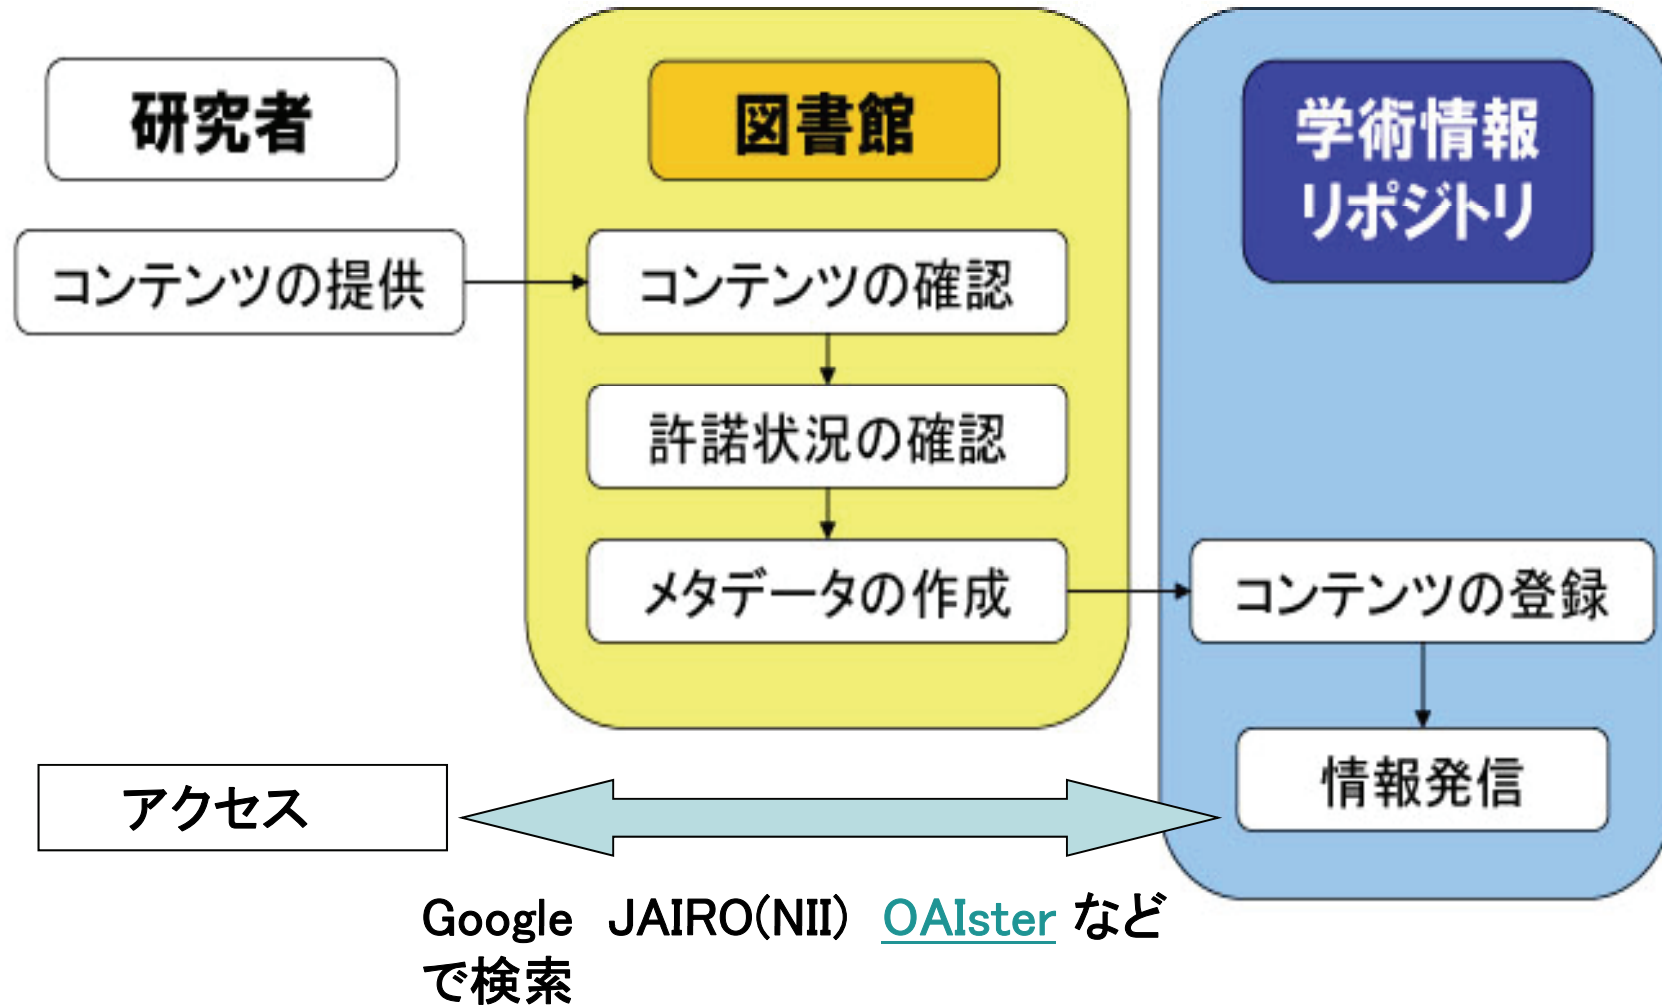 研究者
図書館
学術情報
リポジトリ
コンテンツの提供
コンテンツの確認
許諾状況の確認
メタデータの作成
コンテンツの登録
情報発信
アクセス
Google JAIRO(NII) OAIster など
で検索